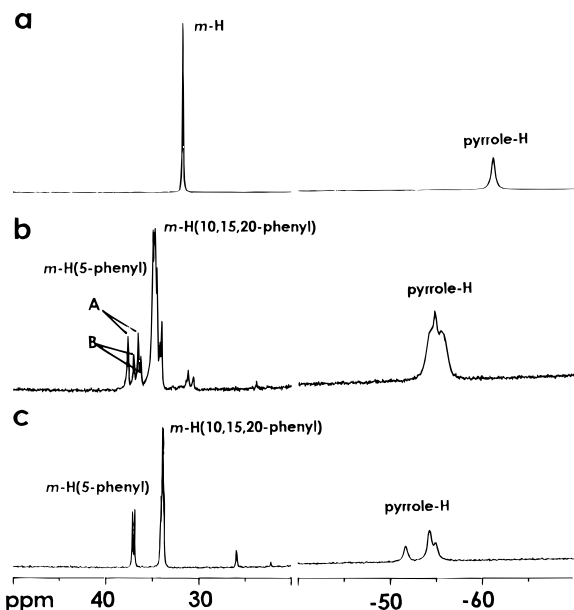 a
m-H
pyrrole-H
b
m-H(10,15,20-phenyl)
m-H(5-phenyl)
pyrrole-H
A
B
c
m-H(10,15,20-phenyl)
m-H(5-phenyl)
pyrrole-H
ppm 40 30 -50 -60